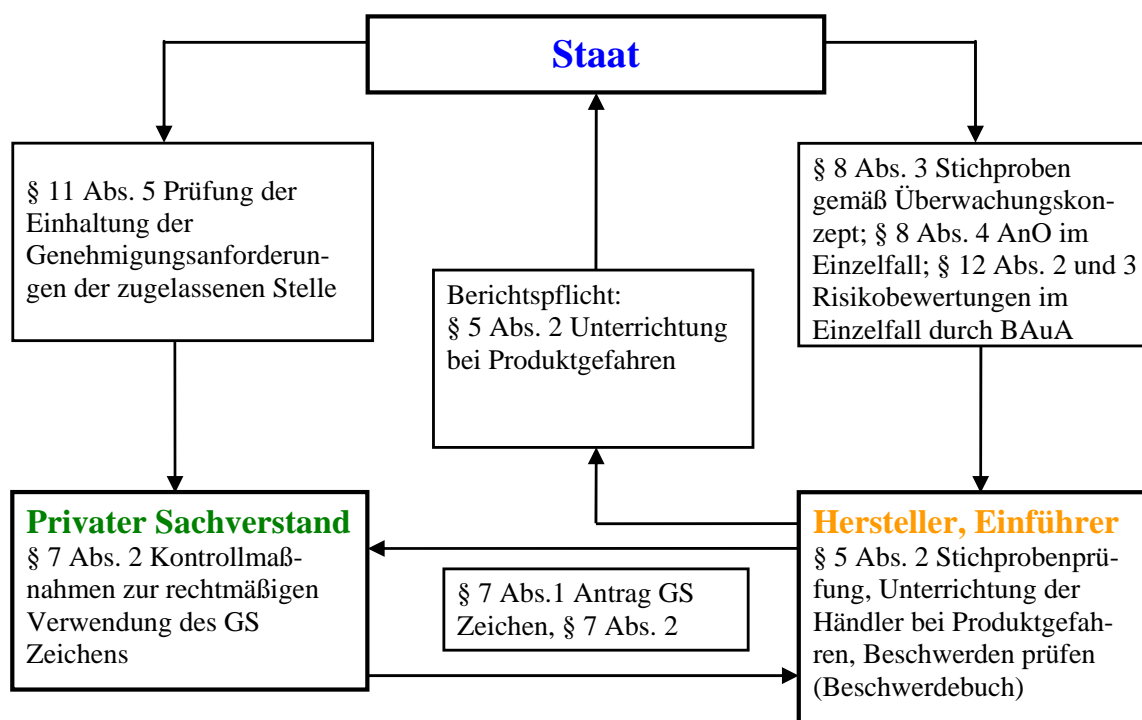 Staat
§ 11 Abs. 5 Prüfung der
Einhaltung der
Genehmigungsanforderun-
gen der zugelassenen Stelle
Berichtspflicht:
§ 5 Abs. 2 Unterrichtung
bei Produktgefahren
§ 8 Abs. 3 Stichproben
gemäß Überwachungskon-
zept; § 8 Abs. 4 AnO im
Einzelfall; § 12 Abs. 2 und 3
Risikobewertungen im
Einzelfall durch BAuA
Privater Sachverstand
§ 7 Abs. 2 Kontrollmaß-
nahmen zur rechtmäßigen
Verwendung des GS
Zeichens
§ 7 Abs.1 Antrag GS
Zeichen, § 7 Abs. 2
Hersteller, Einführer
§ 5 Abs. 2 Stichprobenprü-
fung, Unterrichtung der
Händler bei Produktgefah-
ren, Beschwerden prüfen
(Beschwerdebuch)